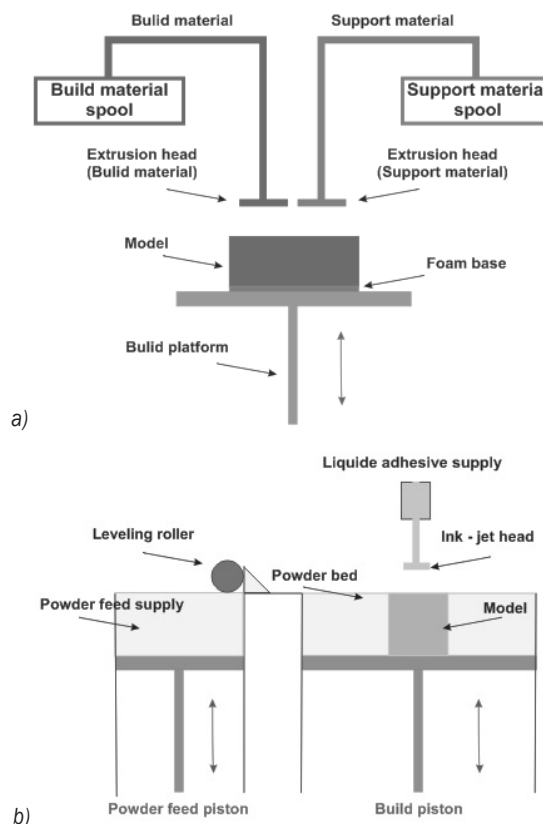 Bulid material
Support material
Build material
spool
Support material
spool
Extrusion head
(Bulid material)
Extrusion head
(Support material)
Model
Foam base
Bulid platform
a)
Liquide adhesive supply
Leveling roller
Ink - jet head
Powder bed
Powder feed supply
Model
Powder feed piston
Build piston
b)